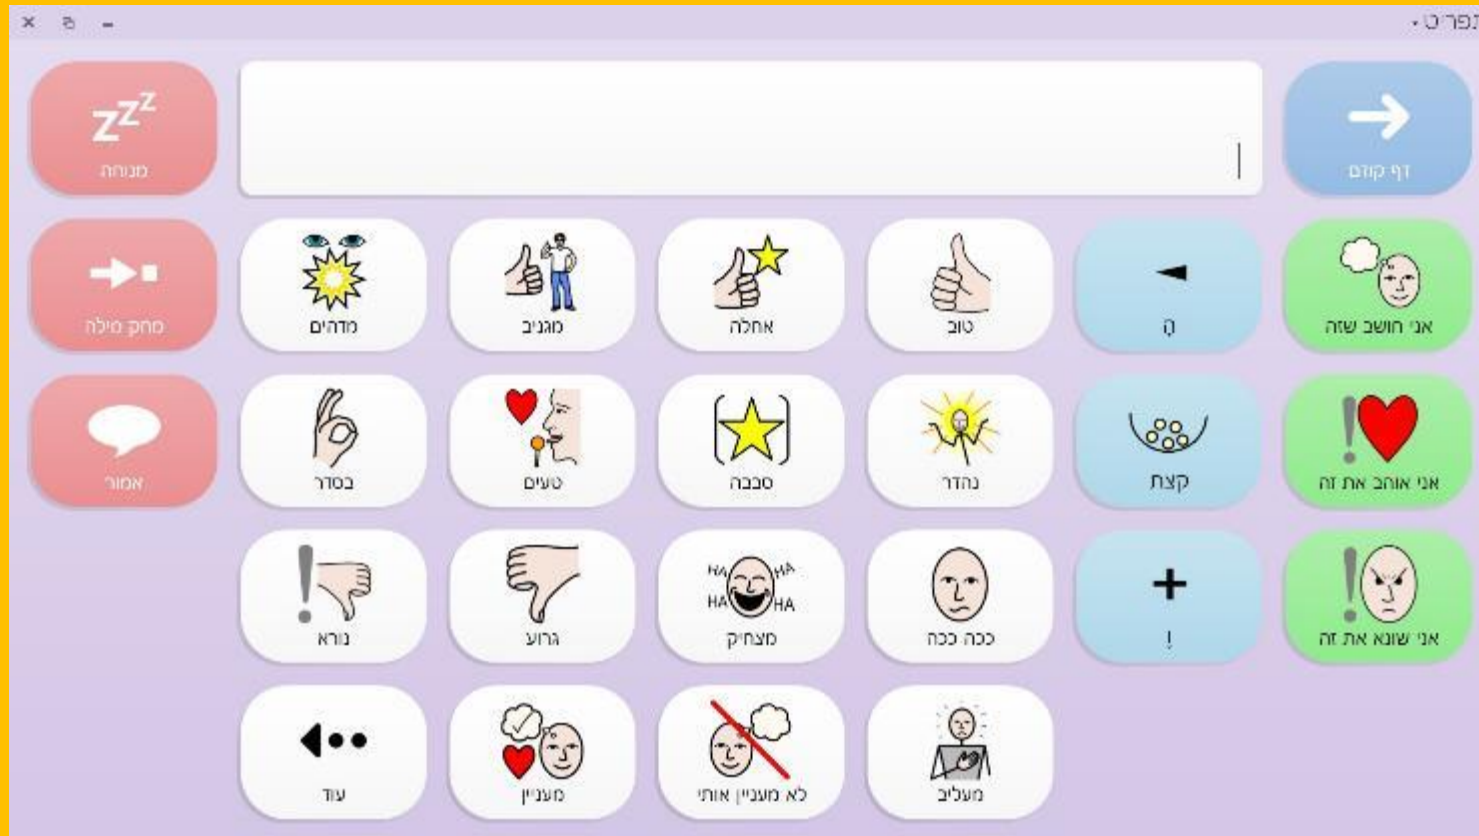 תפריט
דף קודם
zzz
מנוחה
אני חושב שזה
הָ
טוב
אחלה
מגניב
מדהים
מחק מילה
אני אוהב את זה
קצת
נהדר
סבבה
טעים
בסדר
אמור
אני שונא את זה
!
ככה ככה
HA HA
HA HA
מצחיק
גרוע
נורא
מעליב
לא מעניין אותי
מעניין
עוד